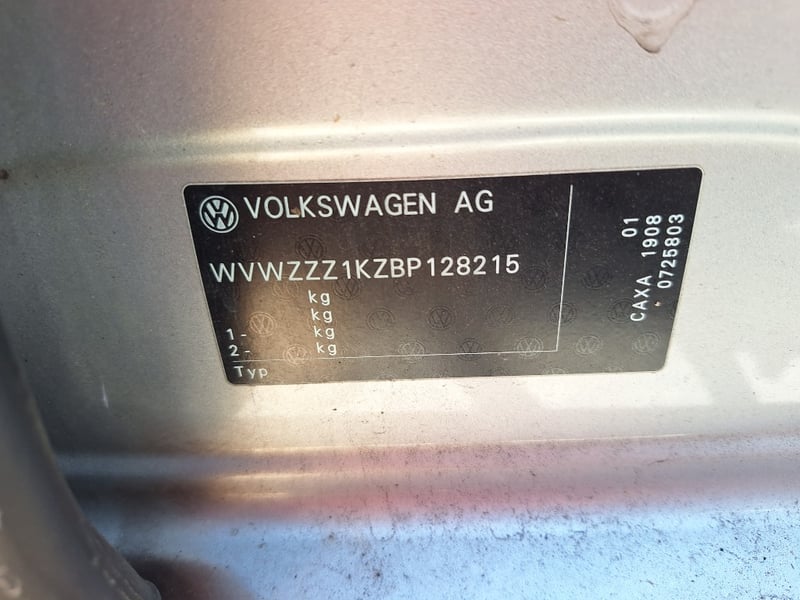 VOLKSWAGEN AG
WVWZZZ1KZBP128215
kg
kg
1- kg
2- kg
Typ
01
CAXA 1908
0725803